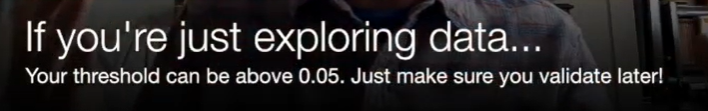 If you're just exploring data...
Your threshold can be above 0.05. Just make sure you validate later!